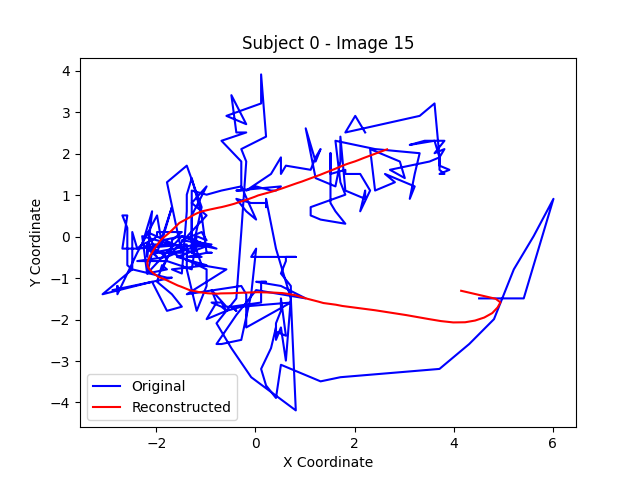 Subject 0 - Image 15
Y Coordinate
4
3
2
1
0
−1
−2
−3
−4
Original
Reconstructed
−2 0 2 4 6
X Coordinate